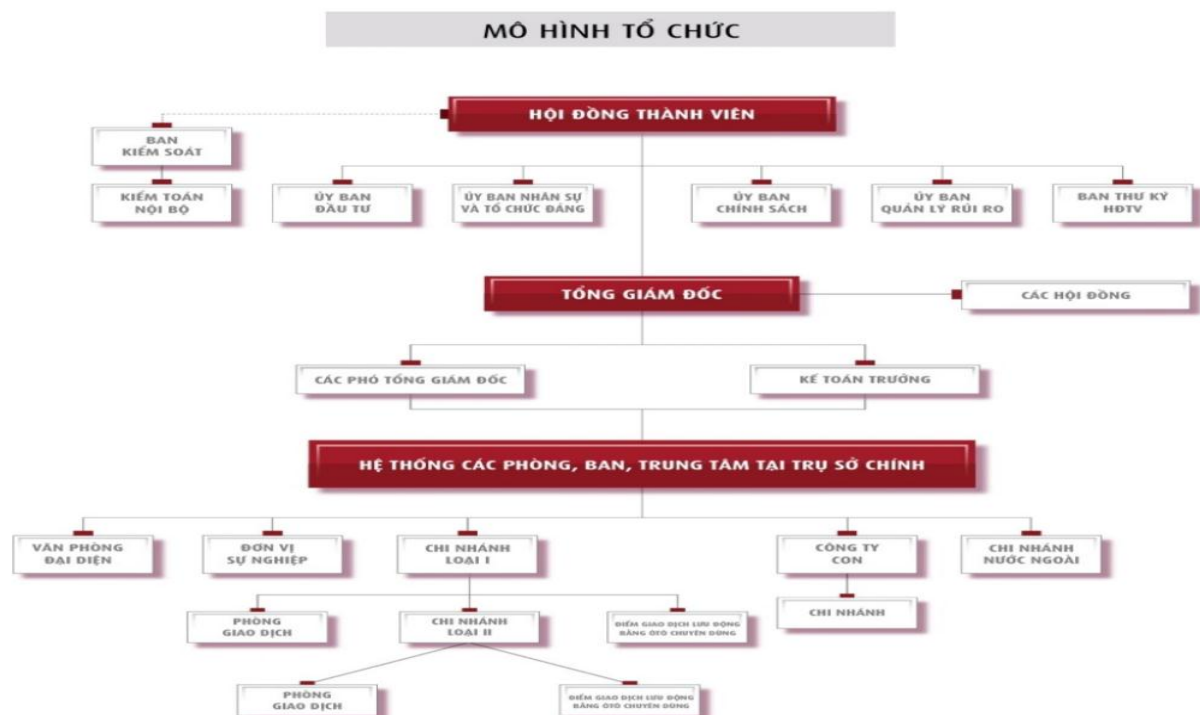 MÔ HÌNH TỔ CHỨC
HỘI ĐỒNG THÀNH VIÊN
BAN
KIỂM SOÁT
KIỂM TOÁN
NỘI BỘ
ỦY BAN
ĐẦU TƯ
ỦY BAN NHÂN SỰ
VÀ TỔ CHỨC ĐẢNG
ỦY BAN
CHÍNH SÁCH
ỦY BAN
QUẢN LÝ RỦI RO
BAN THƯ KÝ
HĐTV
TỔNG GIÁM ĐỐC
CÁC HỘI ĐỒNG
CÁC PHÓ TỔNG GIÁM ĐỐC
KẾ TOÁN TRƯỞNG
HỆ THỐNG CÁC PHÒNG, BAN, TRUNG TÂM TẠI TRỤ SỞ CHÍNH
VĂN PHÒNG
ĐẠI DIỆN
ĐƠN VỊ
SỰ NGHIỆP
CHI NHÁNH
LOẠI I
CÔNG TY
CON
CHI NHÁNH
NƯỚC NGOÀI
PHÒNG
GIAO DỊCH
CHI NHÁNH
LOẠI II
ĐIỂM GIAO DỊCH LƯU ĐỘNG
BẰNG ÔTÔ CHUYÊN DÙNG
CHI NHÁNH
PHÒNG
GIAO DỊCH
ĐIỂM GIAO DỊCH LƯU ĐỘNG
BẰNG ÔTÔ CHUYÊN DÙNG